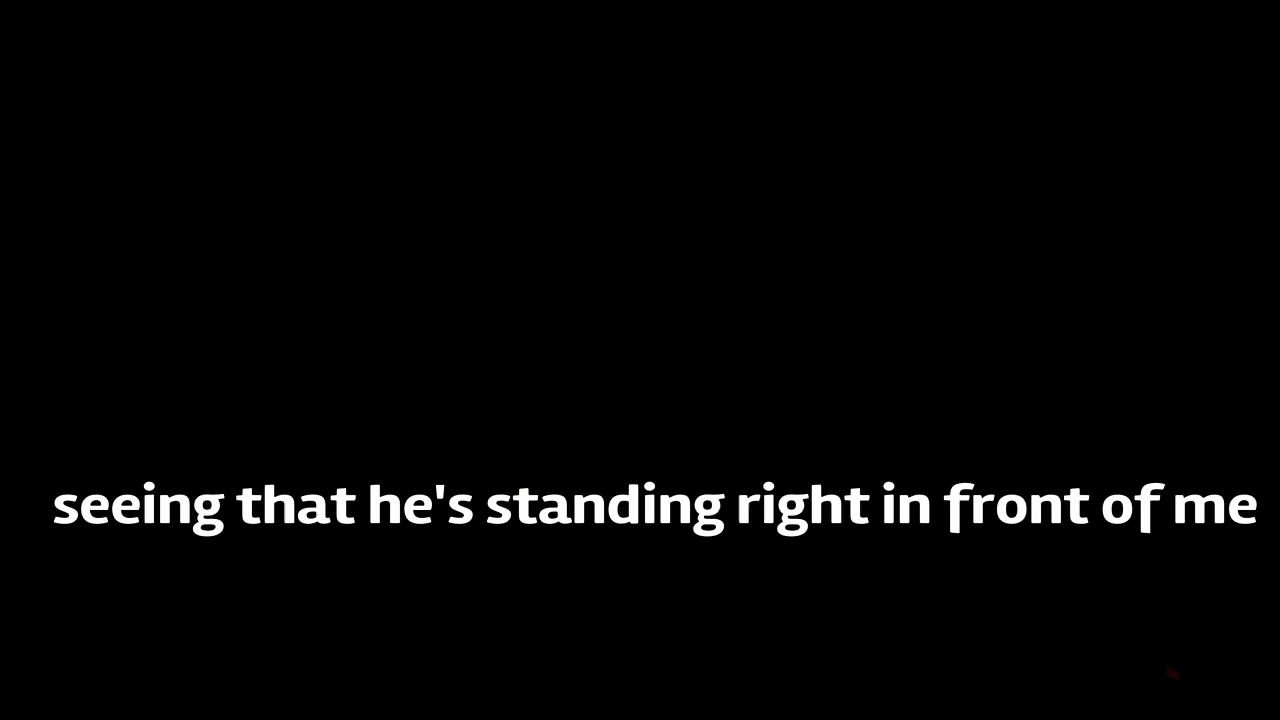 seeing that he's standing right in front of me